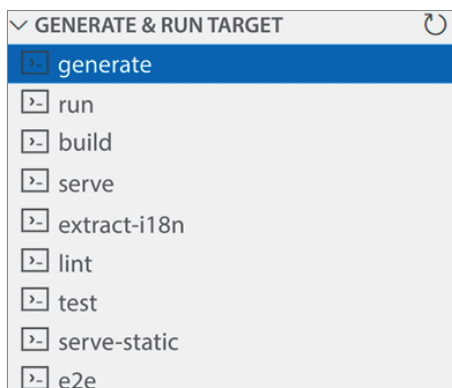 GENERATE & RUN TARGET
generate
run
build
serve
extract-i18n
lint
test
serve-static
e2e